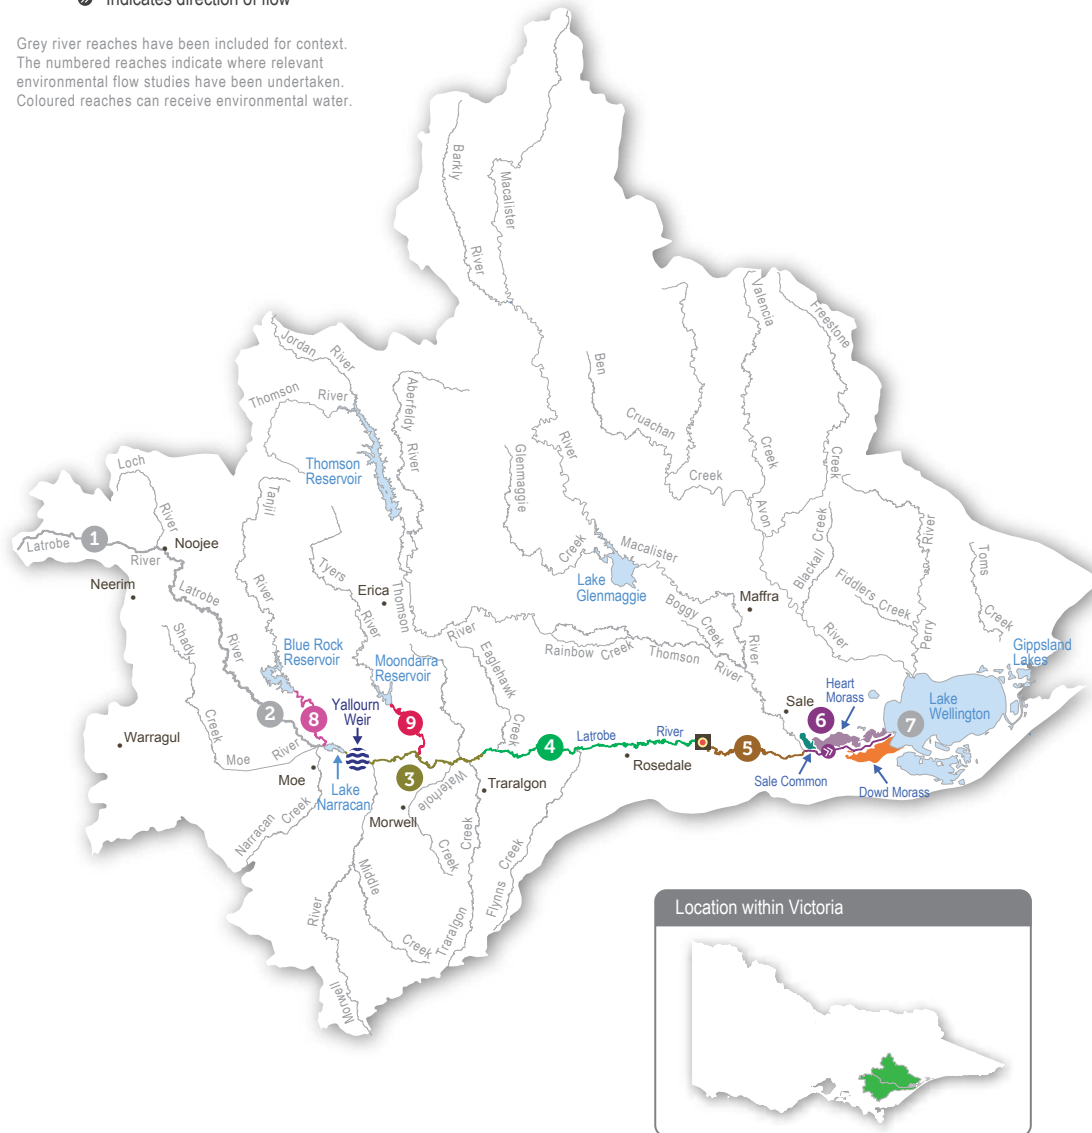 Indicates direction of flow
Grey river reaches have been included for context.
The numbered reaches indicate where relevant
environmental flow studies have been undertaken.
Coloured reaches can receive environmental water.
Barkly
River
Macalister
River
Jordan
River
Thomson
River
Aberfeldy
River
Thomson
Reservoir
Valencia
Creek
Freestone
Creek
Ben
Cruachan
Creek
Glenmaggie
Creek
Loch
River
Tanjil
River
Latrobe
1
River
Noojee
Neerim
Latrobe
River
Tyers
River
Erica
Thomson
River
Macalister
River
Lake
Glenmaggie
Boggy Creek
Maffra
Avon
River
Blackall Creek
Fiddlers Creek
Perry
River
Toms
Creek
Gippsland
Lakes
Shady
Creek
Blue Rock
Reservoir
Moondarra
Reservoir
Eaglehawk
Creek
Rainbow Creek
Thomson
River
Yallourn
Weir
2
8
9
Sale
6
Heart
Morass
7
Lake
Wellington
Warragul
Moe
River
Moe
Lake
Narracan
3
4
Latrobe
River
Rosedale
5
Sale Common
Dowd Morass
Narracan
Creek
Morwell
Waterhole
Creek
Traralgon
Middle
Creek
Traralgon
Creek
Flynns
Creek
River
Morwell
Location within Victoria